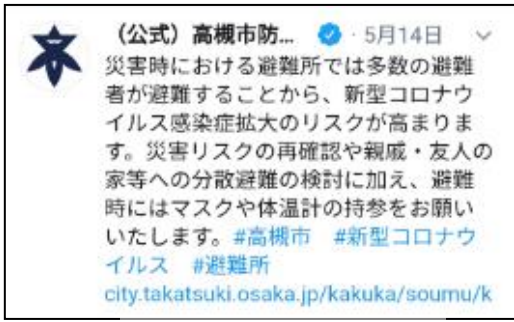 （公式）高槻市防... · 5月14日
災害時における避難所では多数の避難
者が避難することから、新型コロナウ
イルス感染症拡大のリスクが高まりま
す。災害リスクの再確認や親戚・友人の
家等への分散避難の検討に加え、避難
時にはマスクや体温計の持参をお願い
いたします。#高槻市 #新型コロナウ
イルス #避難所
city.takatsuki.osaka.jp/kakuka/soumu/k